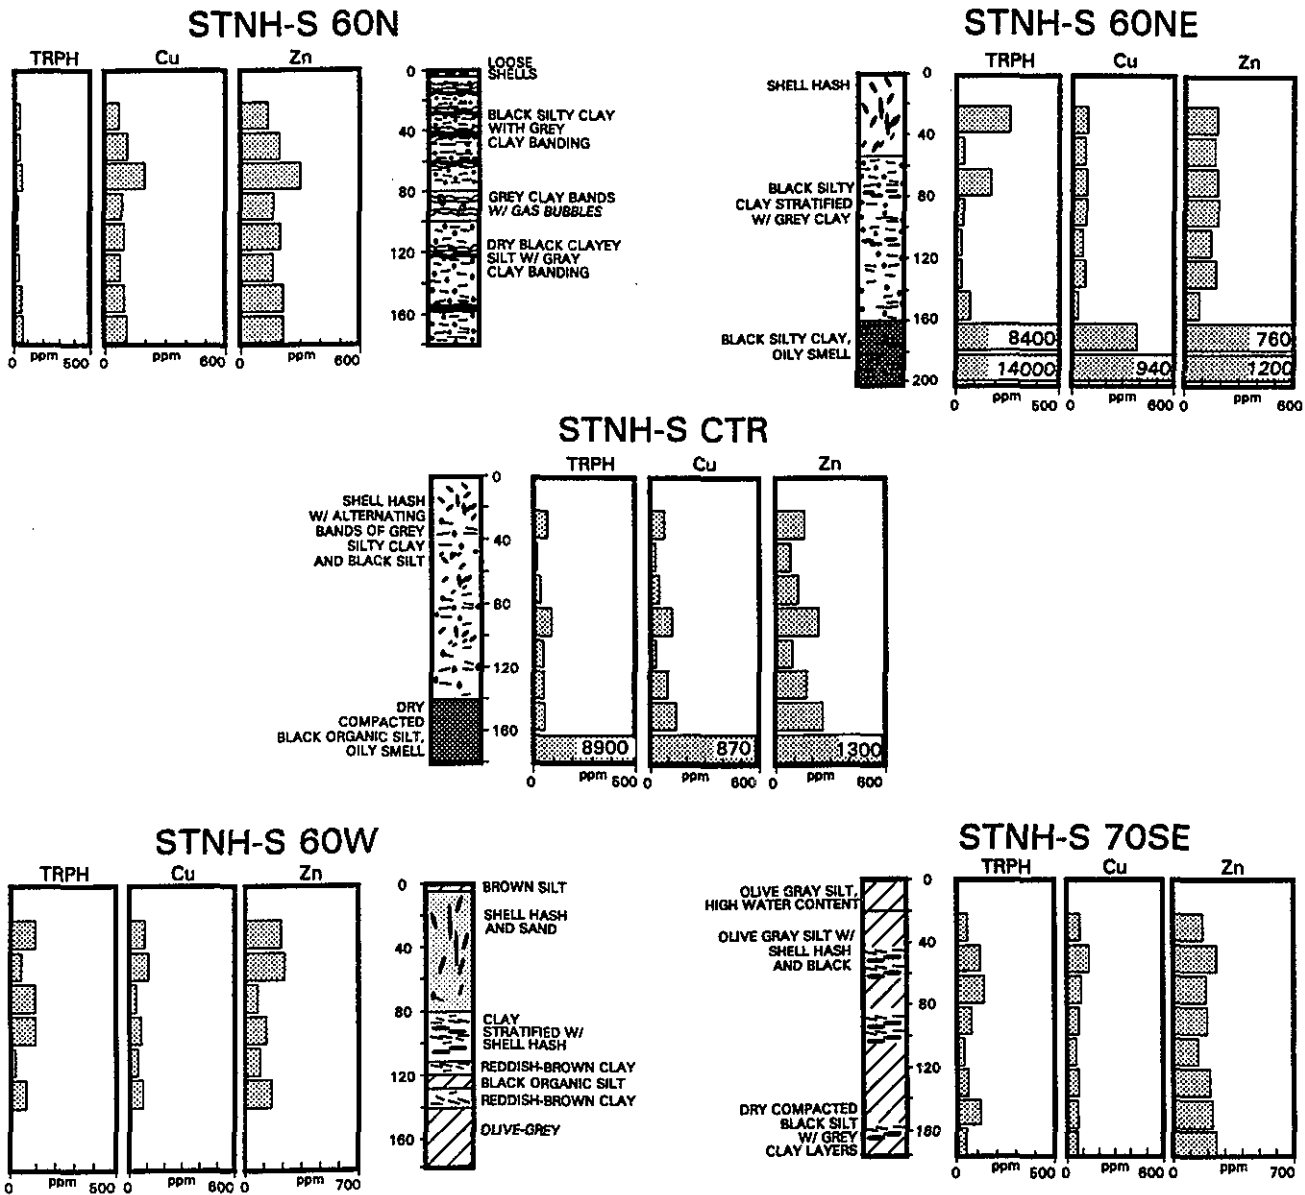 STNH-S 60N
TRPH Cu Zn
0
40
80
120
160
LOOSE
SHELLS
BLACK SILTY CLAY
WITH GREY
CLAY BANDING
GREY CLAY BANDS
W/ GAS BUBBLES
DRY BLACK CLAYEY
SILT W/ GRAY
CLAY BANDING
0 ppm 500 0 ppm 600 0 ppm 600
STNH-S 60NE
TRPH Cu Zn
SHELL HASH
BLACK SILTY
CLAY STRATIFIED
W/ GREY CLAY
BLACK SILTY CLAY,
OILY SMELL
0
40
80
120
160
200
8400 760
14000 940 1200
0 ppm 500 0 ppm 600 0 ppm 600
STNH-S CTR
TRPH Cu Zn
SHELL HASH
W/ ALTERNATING
BANDS OF GREY
SILTY CLAY
AND BLACK SILT
DRY
COMPACTED
BLACK ORGANIC SILT,
OILY SMELL
0
40
80
120
160
8900 870 1300
0 ppm 500 0 ppm 600 0 ppm 600
STNH-S 60W
TRPH Cu Zn
0
40
80
120
160
BROWN SILT
SHELL HASH
AND SAND
CLAY
STRATIFIED W/
SHELL HASH
REDDISH-BROWN CLAY
BLACK ORGANIC SILT
REDDISH-BROWN CLAY
OLIVE-GREY
0 ppm 500 0 ppm 600 0 ppm 700
STNH-S 70SE
TRPH Cu Zn
OLIVE GRAY SILT,
HIGH WATER CONTENT
OLIVE GRAY SILT W/
SHELL HASH
AND BLACK
DRY COMPACTED
BLACK SILT
W/ GREY
CLAY LAYERS
0
40
80
120
160
0 ppm 500 0 ppm 600 0 ppm 700